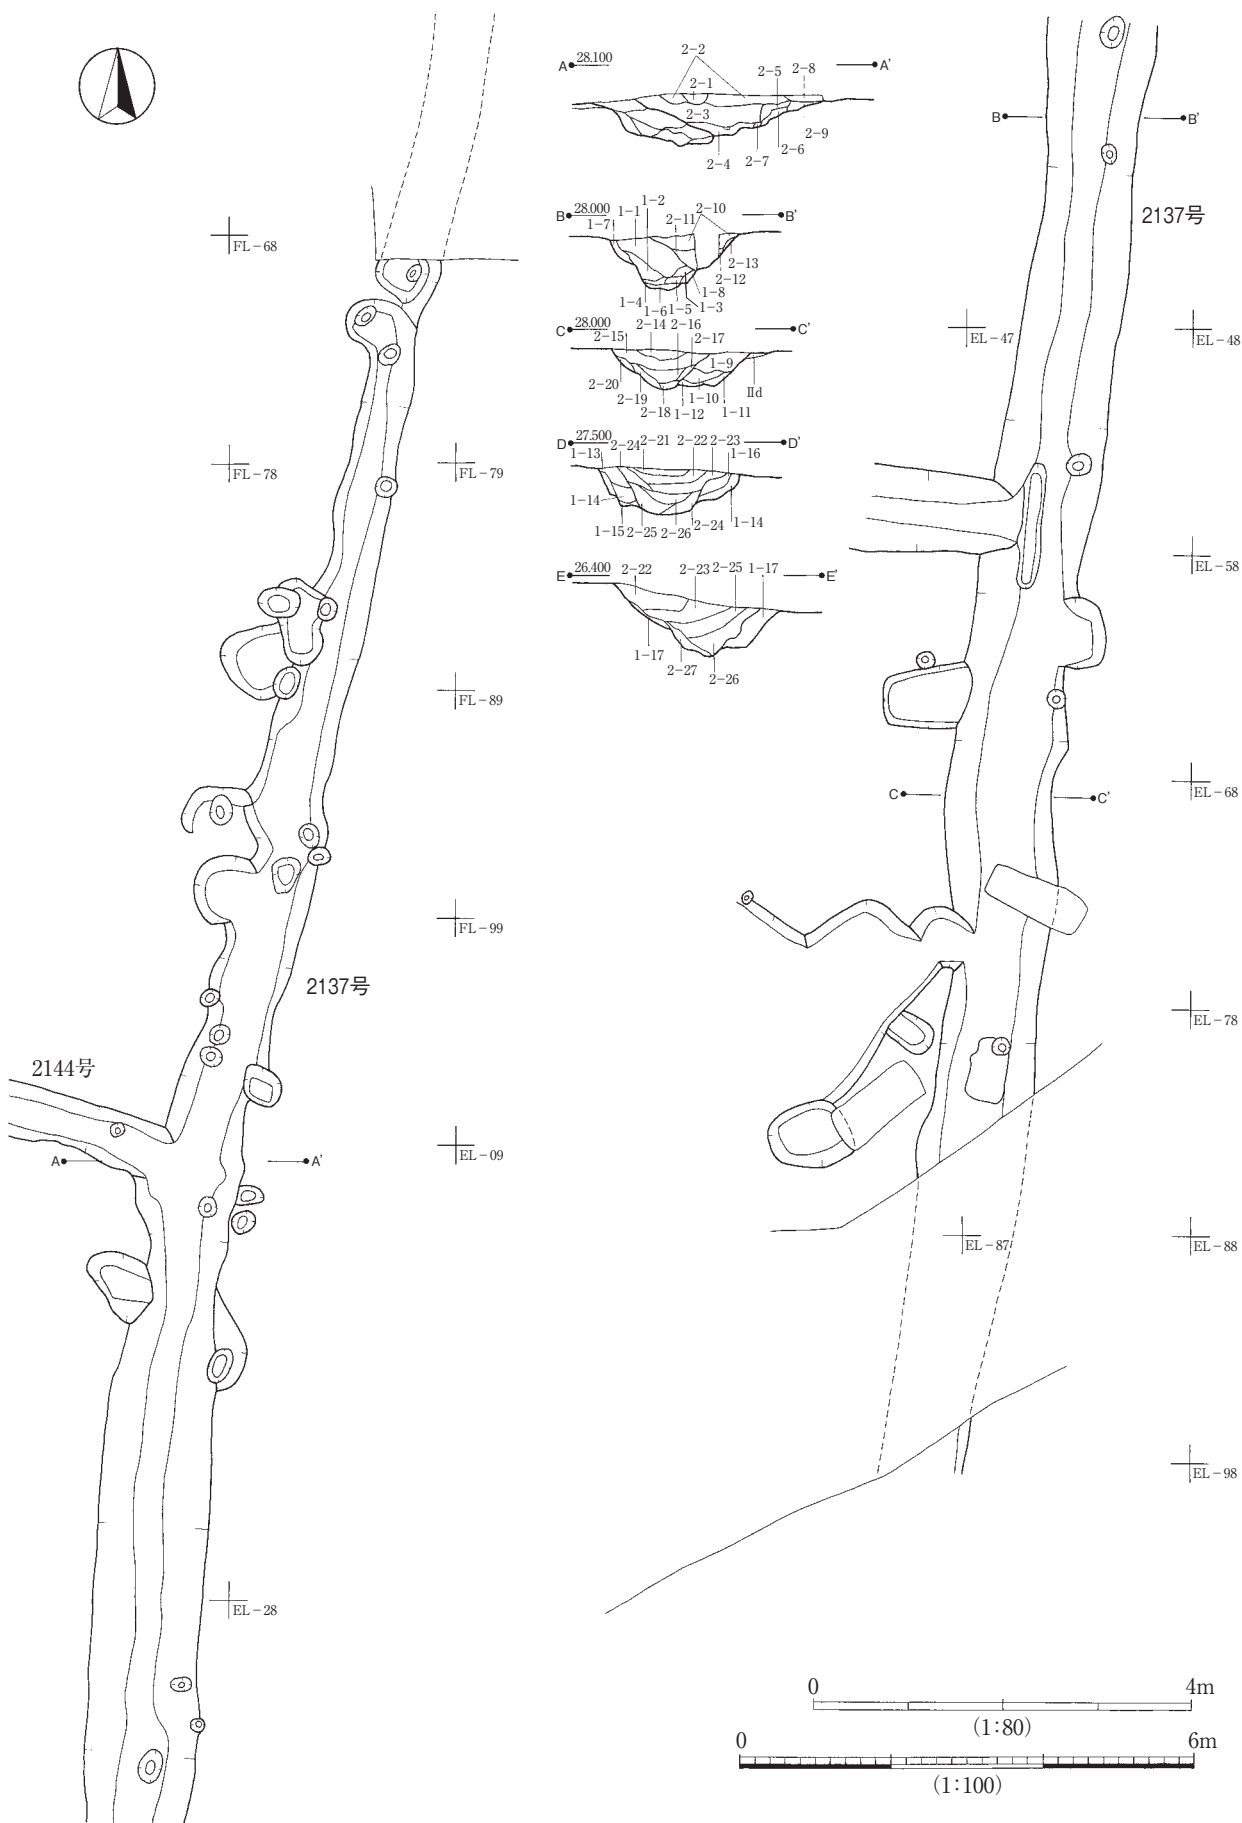 A 28.100 A'
2-2
2-1
2-5 2-8
2-3
2-9
2-4 2-7 2-6
B 28.000 B'
1-7 1-1 1-2 2-11 2-10
2-13
2-12
1-8
1-4 1-6 1-5 1-3
C 28.000 C'
2-15 2-14 2-16 2-17
1-9
2-20 2-19 2-18 1-12 1-10 1-11 IId
D 27.500 D'
1-13 2-24 2-21 2-22 2-23 1-16
1-14
1-15 2-25 2-26 2-24 1-14
E 26.400 E'
2-22 2-23 2-25 1-17
1-17 2-27 2-26
FL-68
FL-78
FL-79
FL-89
FL-99
2137号
2144号
A A'
EL-09
EL-28
B B'
2137号
EL-47
EL-48
EL-58
EL-68
C C'
EL-78
EL-87
EL-88
EL-98
0 4m
(1:80)
0 6m
(1:100)